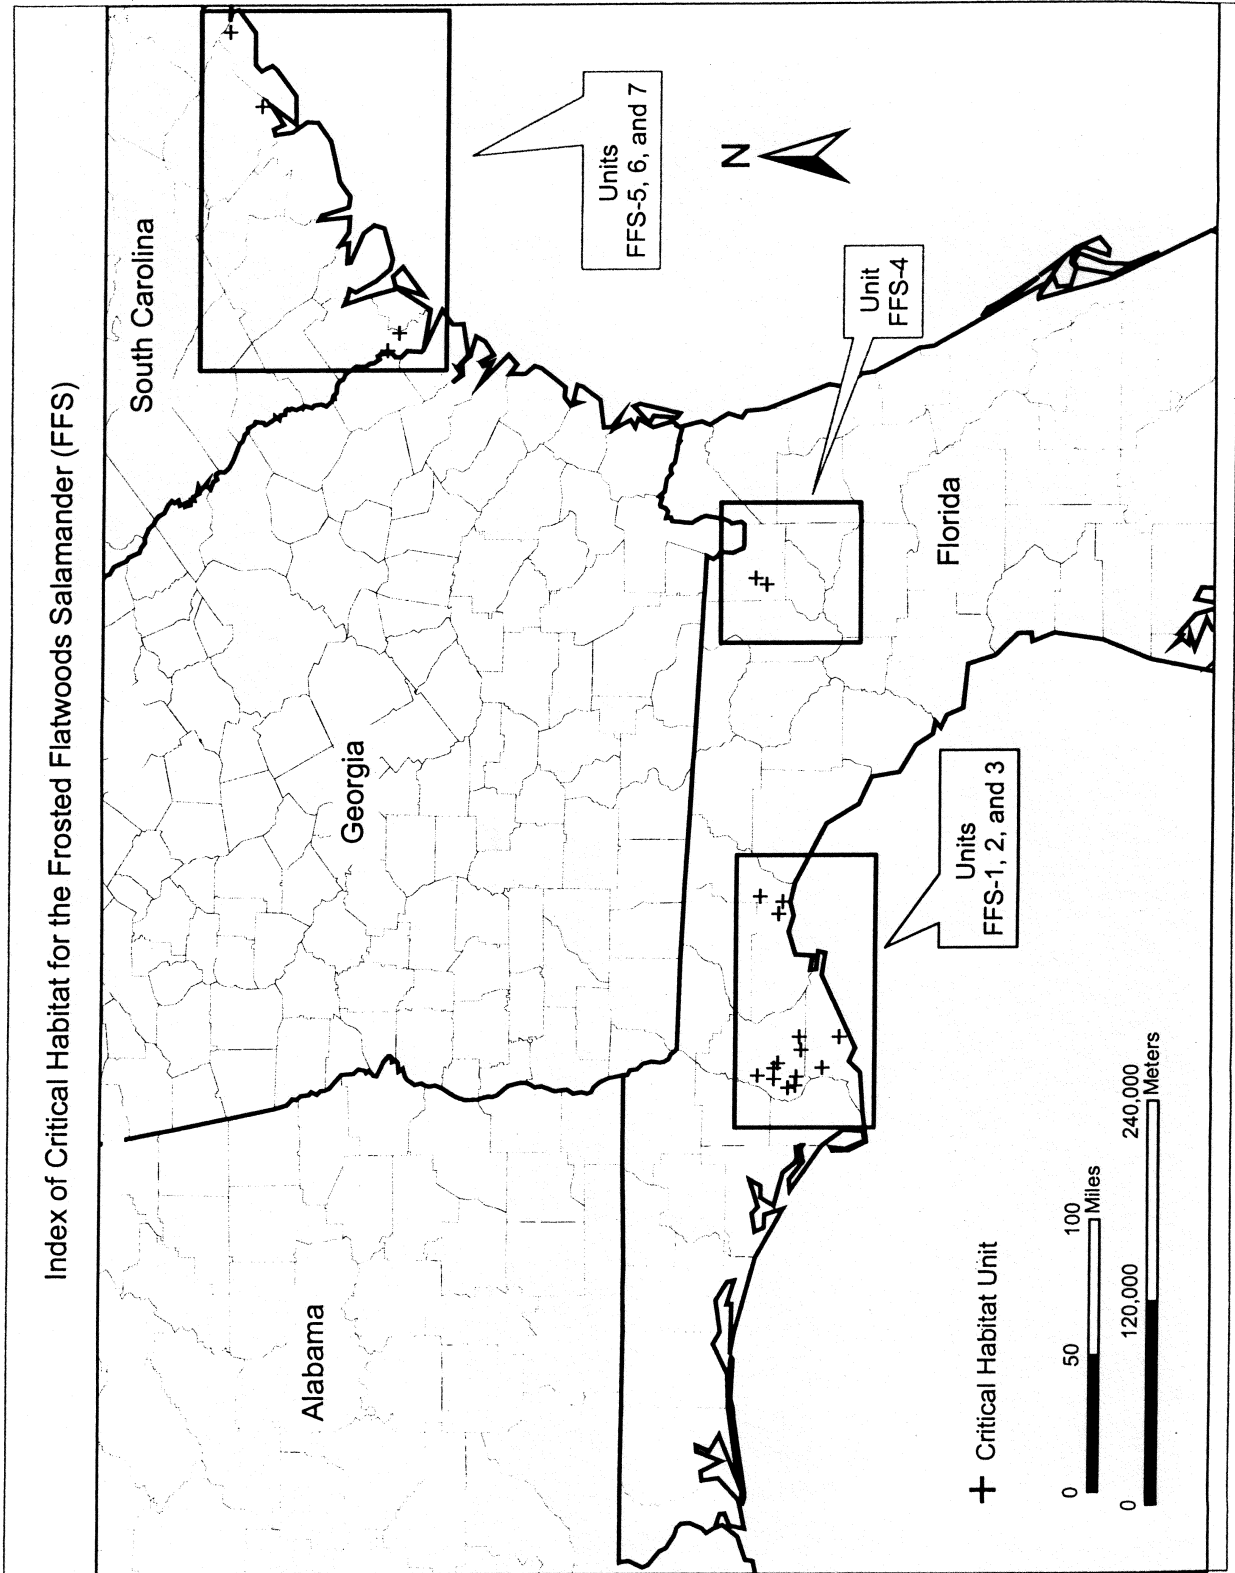 Index of Critical Habitat for the Frosted Flatwoods Salamander (FFS)
South Carolina
Units
FFS-5, 6, and 7
N
Alabama
Georgia
Unit
FFS-4
Florida
Units
FFS-1, 2, and 3
Critical Habitat Unit
0 50 100
Miles
0 120,000 240,000
Meters